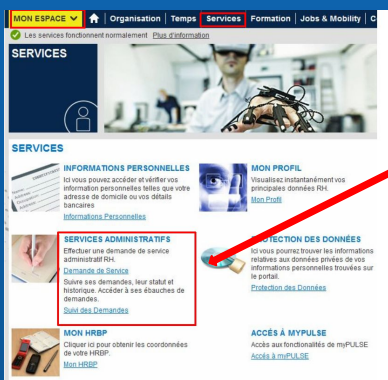 MON ESPACE Organisation Temps Services Formation Jobs & Mobility C
Les services fonctionnent normalement Plus d'information
SERVICES
SERVICES
INFORMATIONS PERSONNELLES
Ici vous pouvez accéder et vérifier vos
information personnelles telles que votre
adresse de domicile ou vos détails
bancaires
Informations Personnelles
MON PROFIL
Visualisez instantanément vos
principales données RH.
Mon Profil
SERVICES ADMINISTRATIFS
Effectuer une demande de service
administratif RH.
Demande de Service
Suivre ses demandes, leur statut et
historique. Accéder à ses ébauches de
demandes.
Suivi des Demandes
PROTECTION DES DONNÉES
Ici vous pourrez trouver les informations
relatives aux données privées de vos
informations personnelles trouvées sur
le portail.
Protection des Données
MON HRBP
Cliquer ici pour obtenir les coordonnées
de votre HRBP.
Mon HRBP
ACCÉS À MYPULSE
Accès aux fonctionalités de myPULSE
Accés à myPULSE